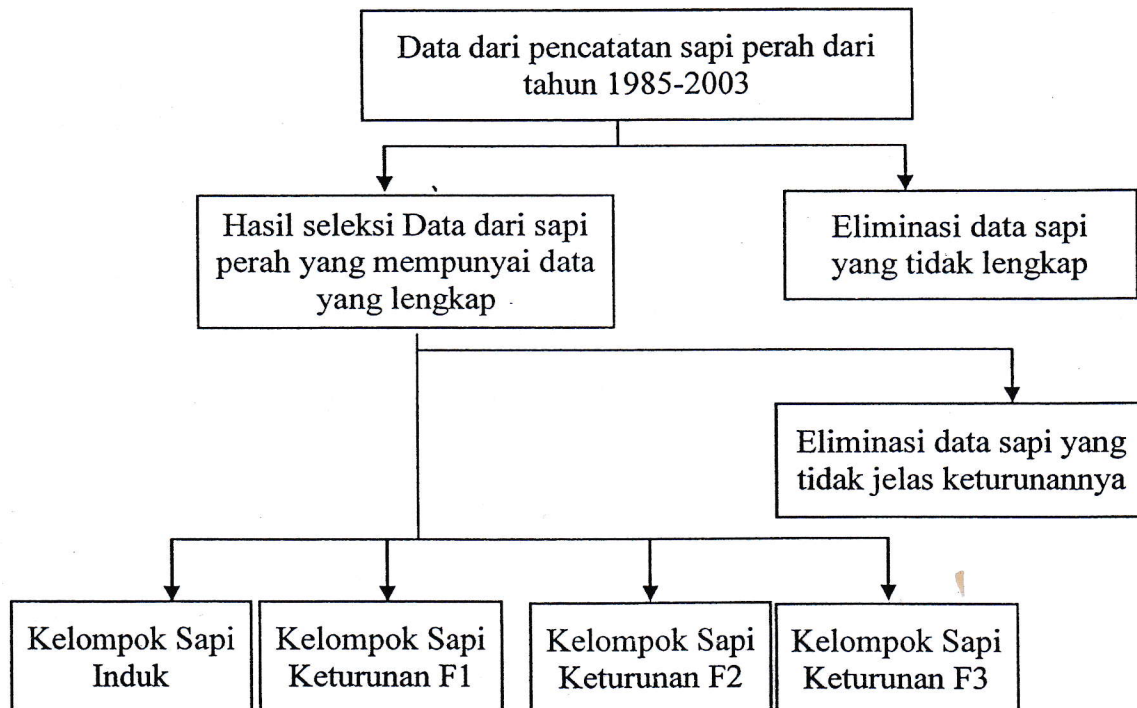 Data dari pencatatan sapi perah dari
tahun 1985-2003
Hasil seleksi Data dari sapi
perah yang mempunyai data
yang lengkap
Eliminasi data sapi
yang tidak lengkap
Eliminasi data sapi yang
tidak jelas keturunannya
Kelompok Sapi
Induk
Kelompok Sapi
Keturunan F1
Kelompok Sapi
Keturunan F2
Kelompok Sapi
Keturunan F3